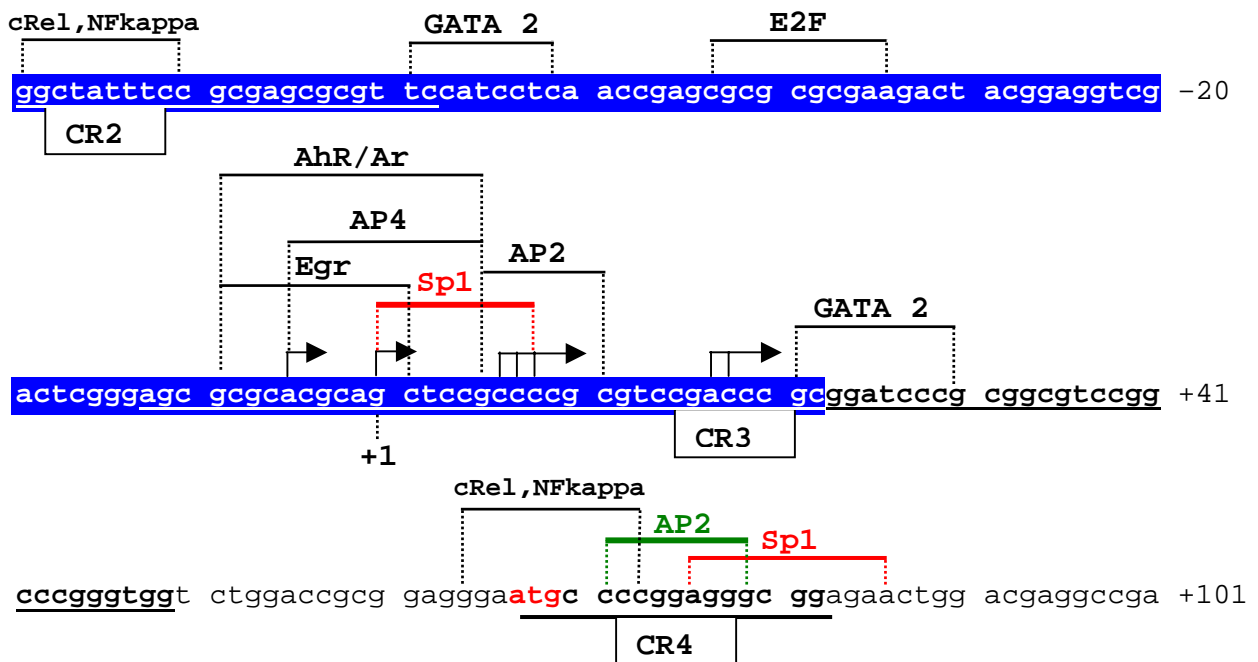 cRel,NFkappa GATA 2 E2F
ggctatttcc gcgagcgcgtt tccatcctca accgagcgcg cgcgaagact acggaggtcg –20
CR2
AhR/Ar
AP4
AP2
Egr
Sp1
GATA 2
actcgggagc gcgcacgcag ctccgccccgc cgtccgaccc gcggatcccg cggcgtccgg +41
CR3
+1
cRel,NFkappa
AP2
Sp1
cccgggtggt ctggaccgcg gagggaatgc cccggagggc ggagaactgg acgaggccga +101
CR4